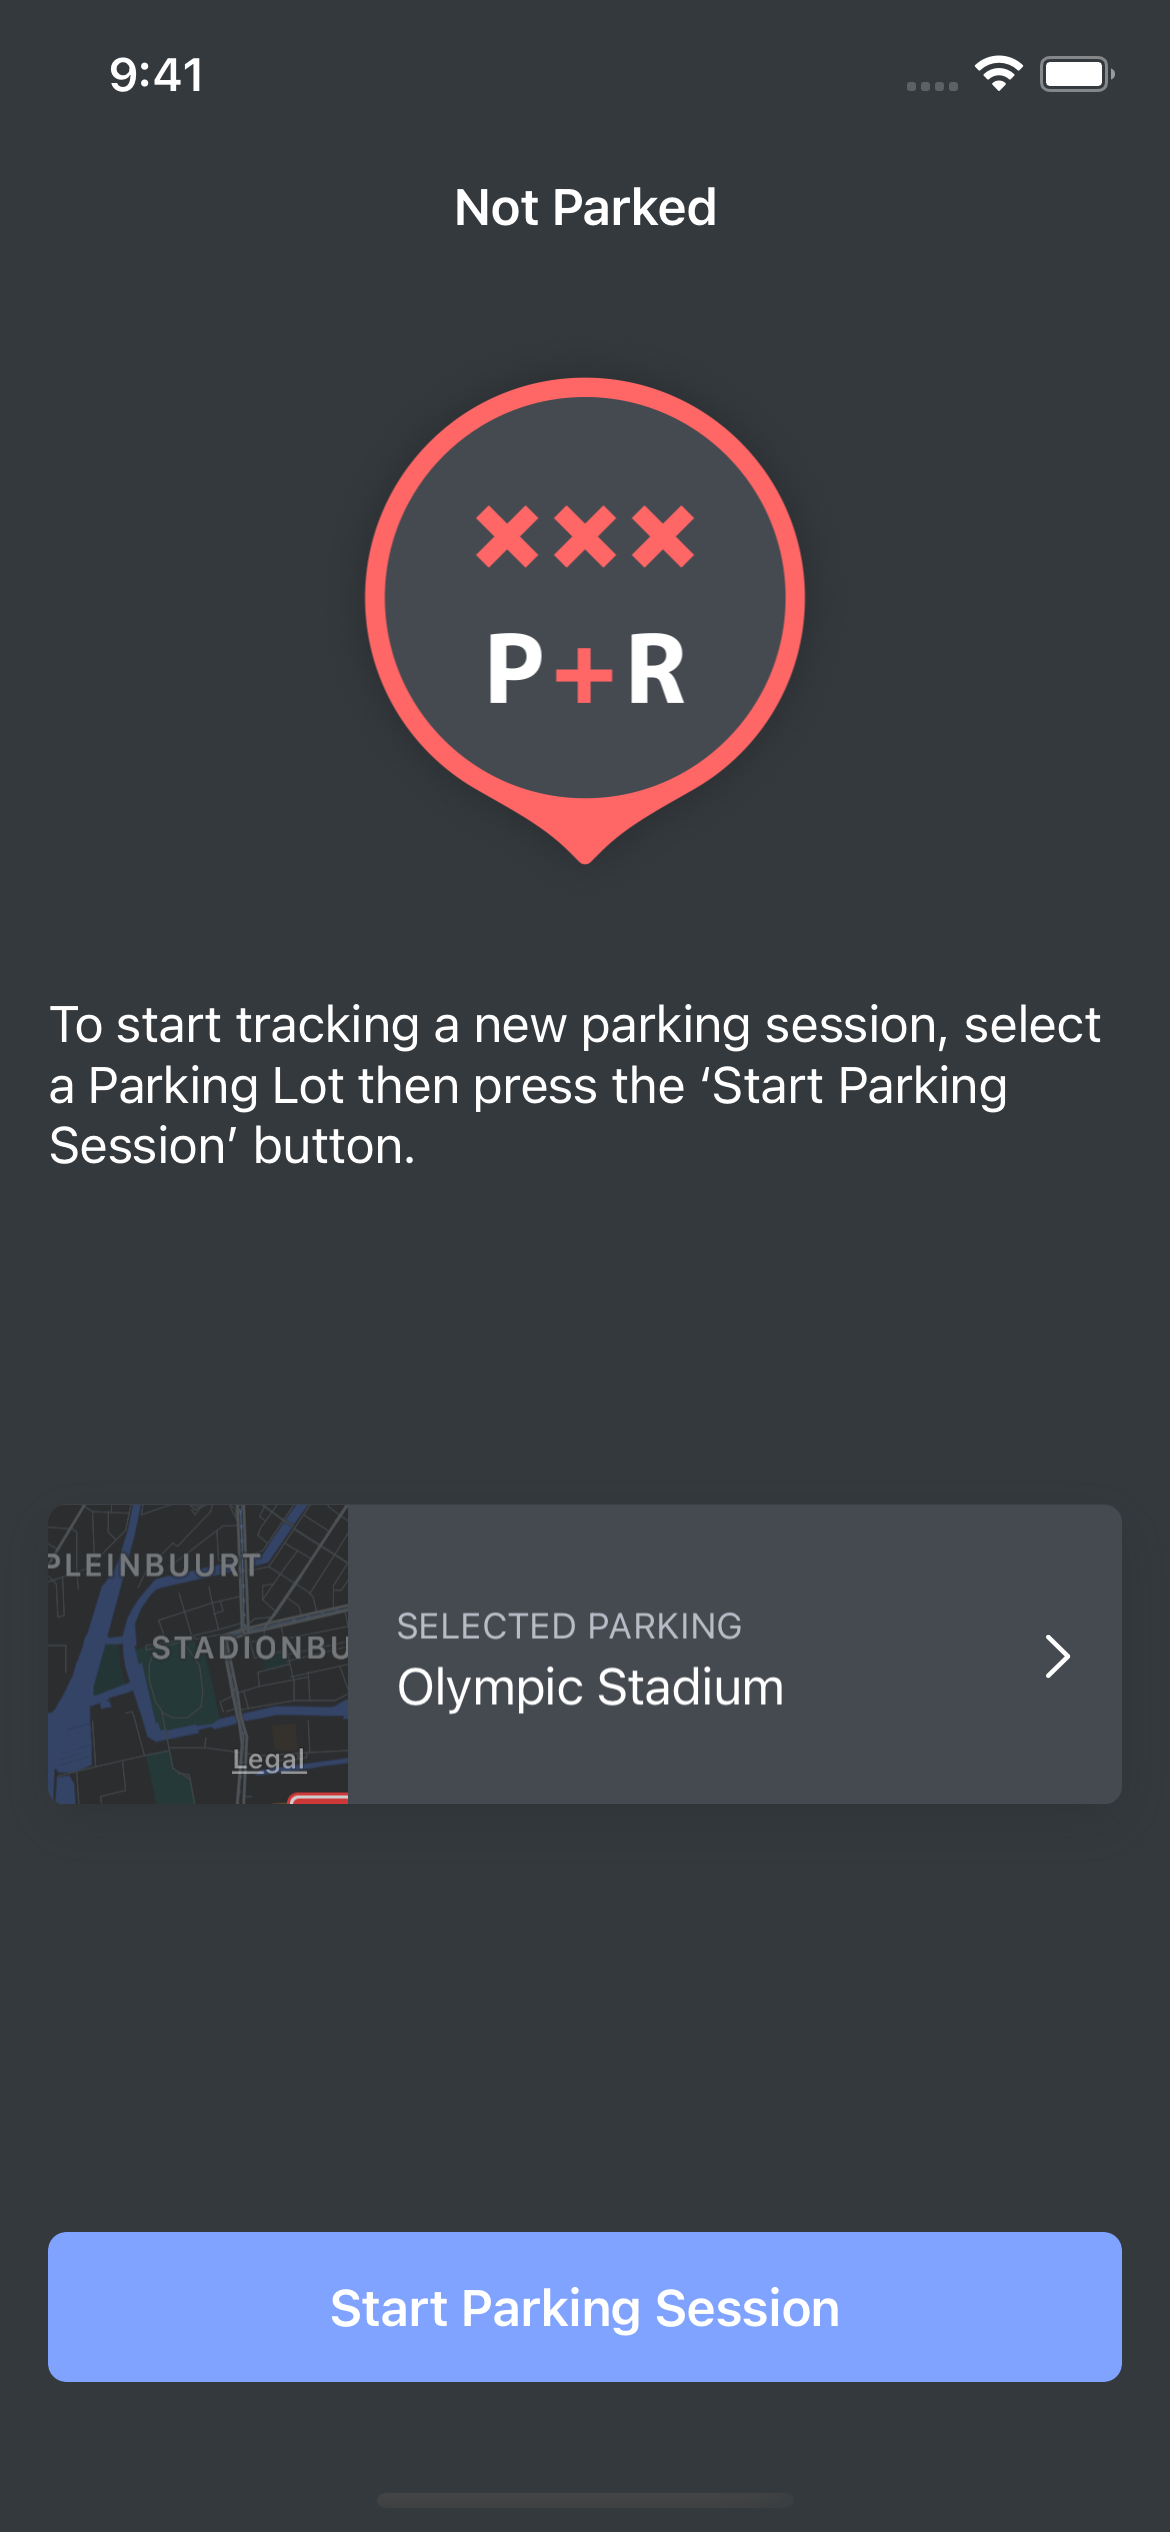 9:41
Not Parked
P+R
To start tracking a new parking session, select
a Parking Lot then press the ‘Start Parking
Session’ button.
PLEINBUURT
STADIONBU
Legal
SELECTED PARKING
Olympic Stadium
Start Parking Session